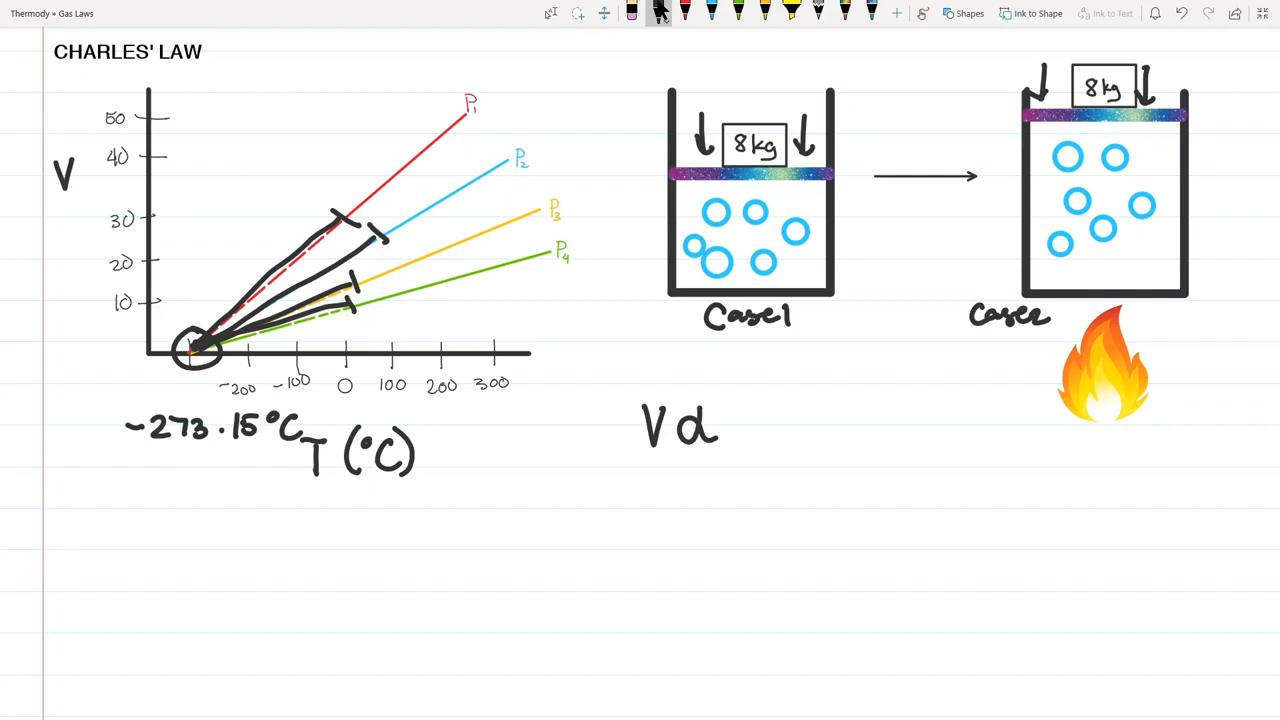 Thermody » Gas Laws
Shapes
Ink to Shape
Ink to Text
CHARLES' LAW
V
50
40
30
20
10
P1
P2
P3
P4
-200 -100 0 100 200 300
-273.15°C
T (°C)
8kg
Case1
8kg
Case2
V α